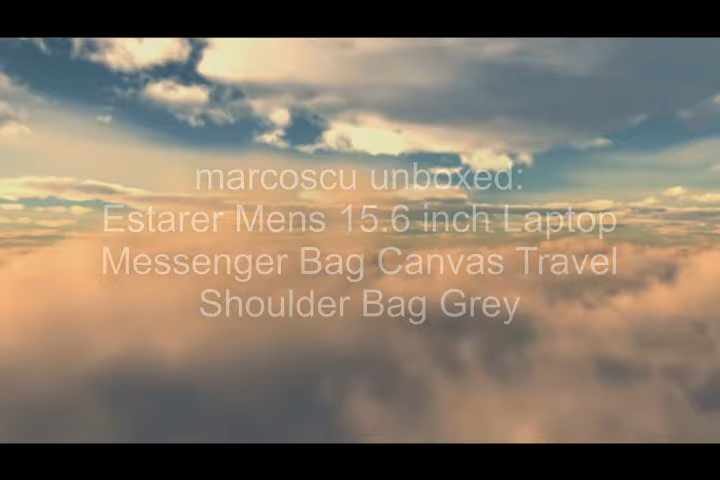 marcoscu unboxed:
Estarer Mens 15.6 inch Laptop
Messenger Bag Canvas Travel
Shoulder Bag Grey